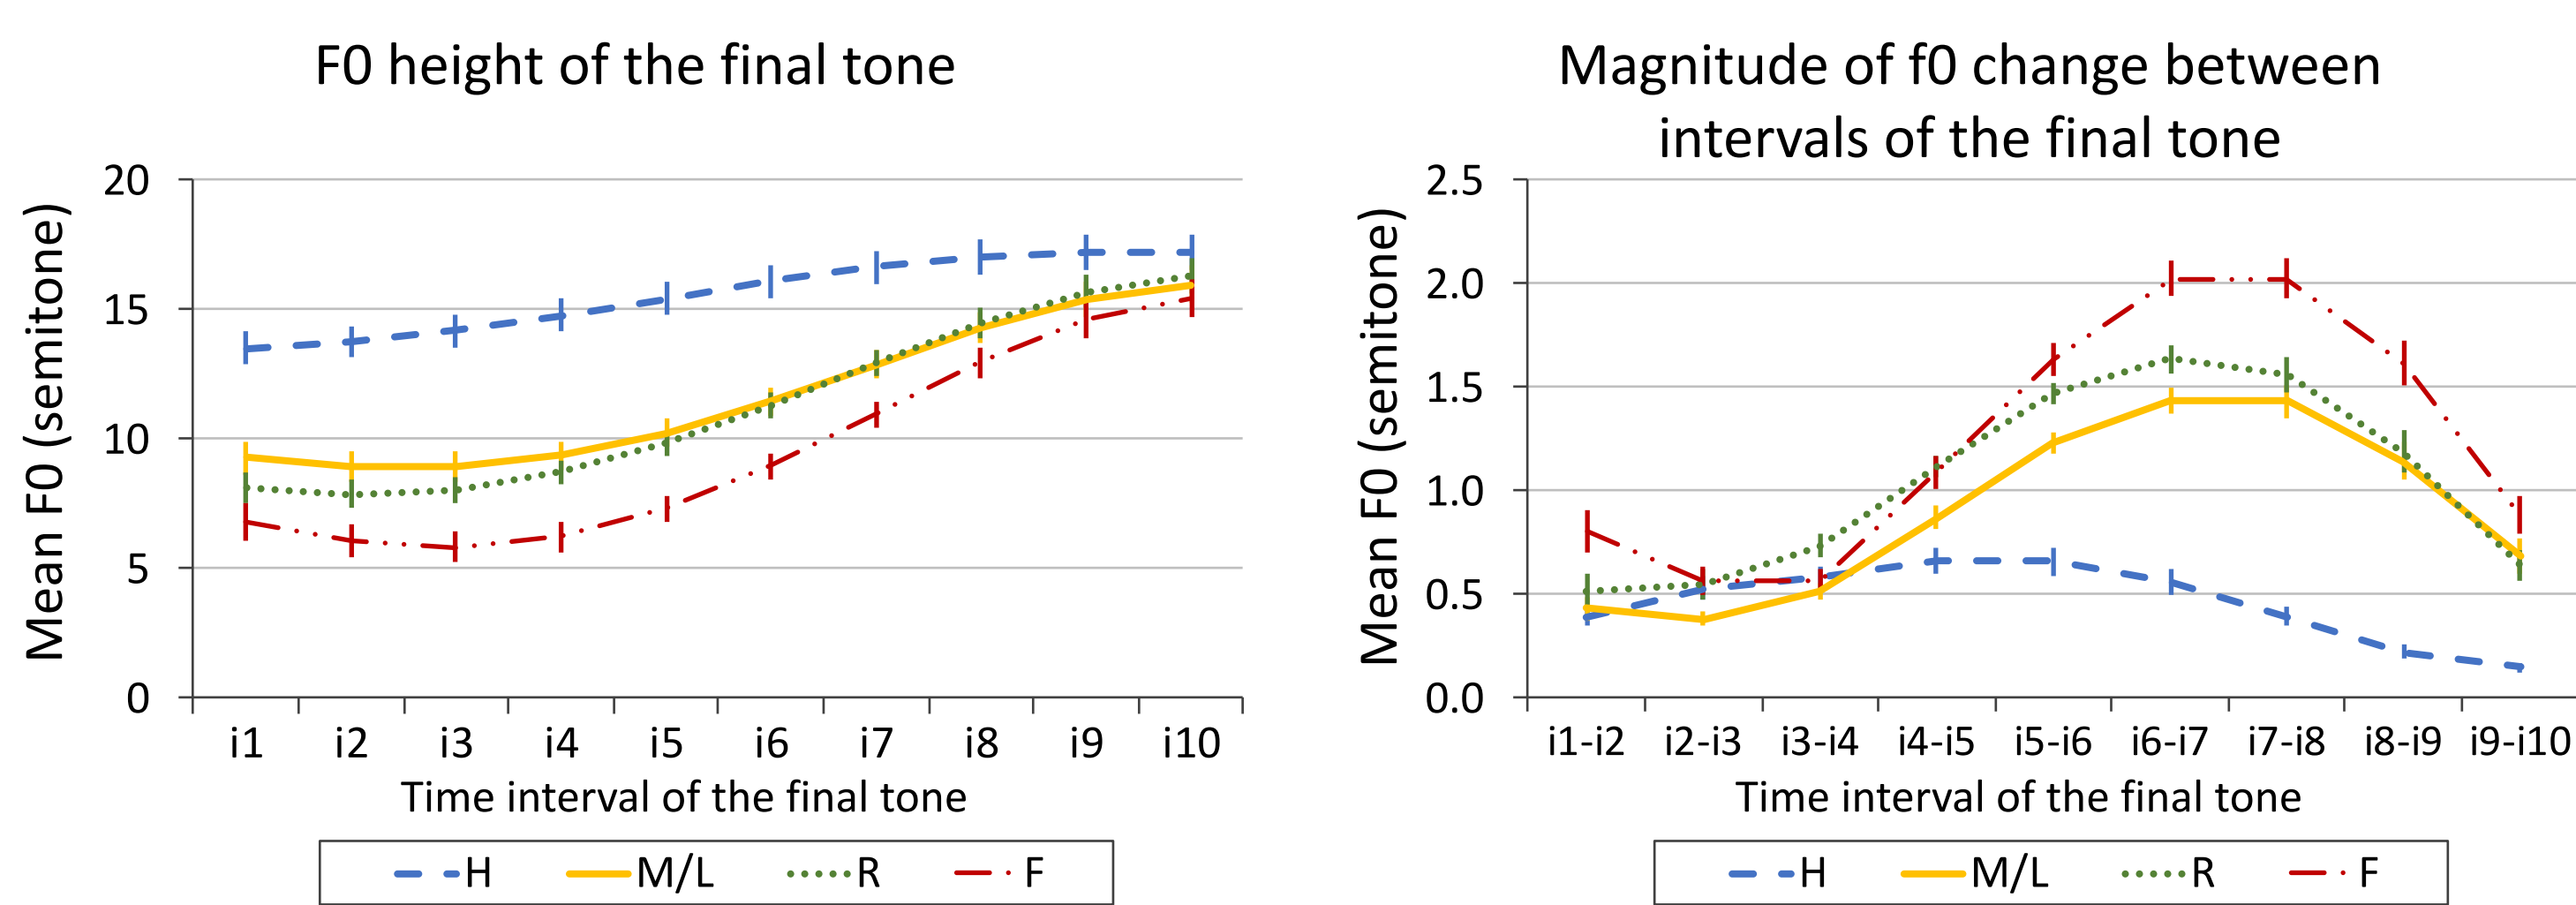 F0 height of the final tone
Mean F0 (semitone)
20
15
10
5
0
i1 i2 i3 i4 i5 i6 i7 i8 i9 i10
Time interval of the final tone
H M/L R F
Magnitude of f0 change between
intervals of the final tone
Mean F0 (semitone)
2.5
2.0
1.5
1.0
0.5
0.0
i1-i2 i2-i3 i3-i4 i4-i5 i5-i6 i6-i7 i7-i8 i8-i9 i9-i10
Time interval of the final tone
H M/L R F